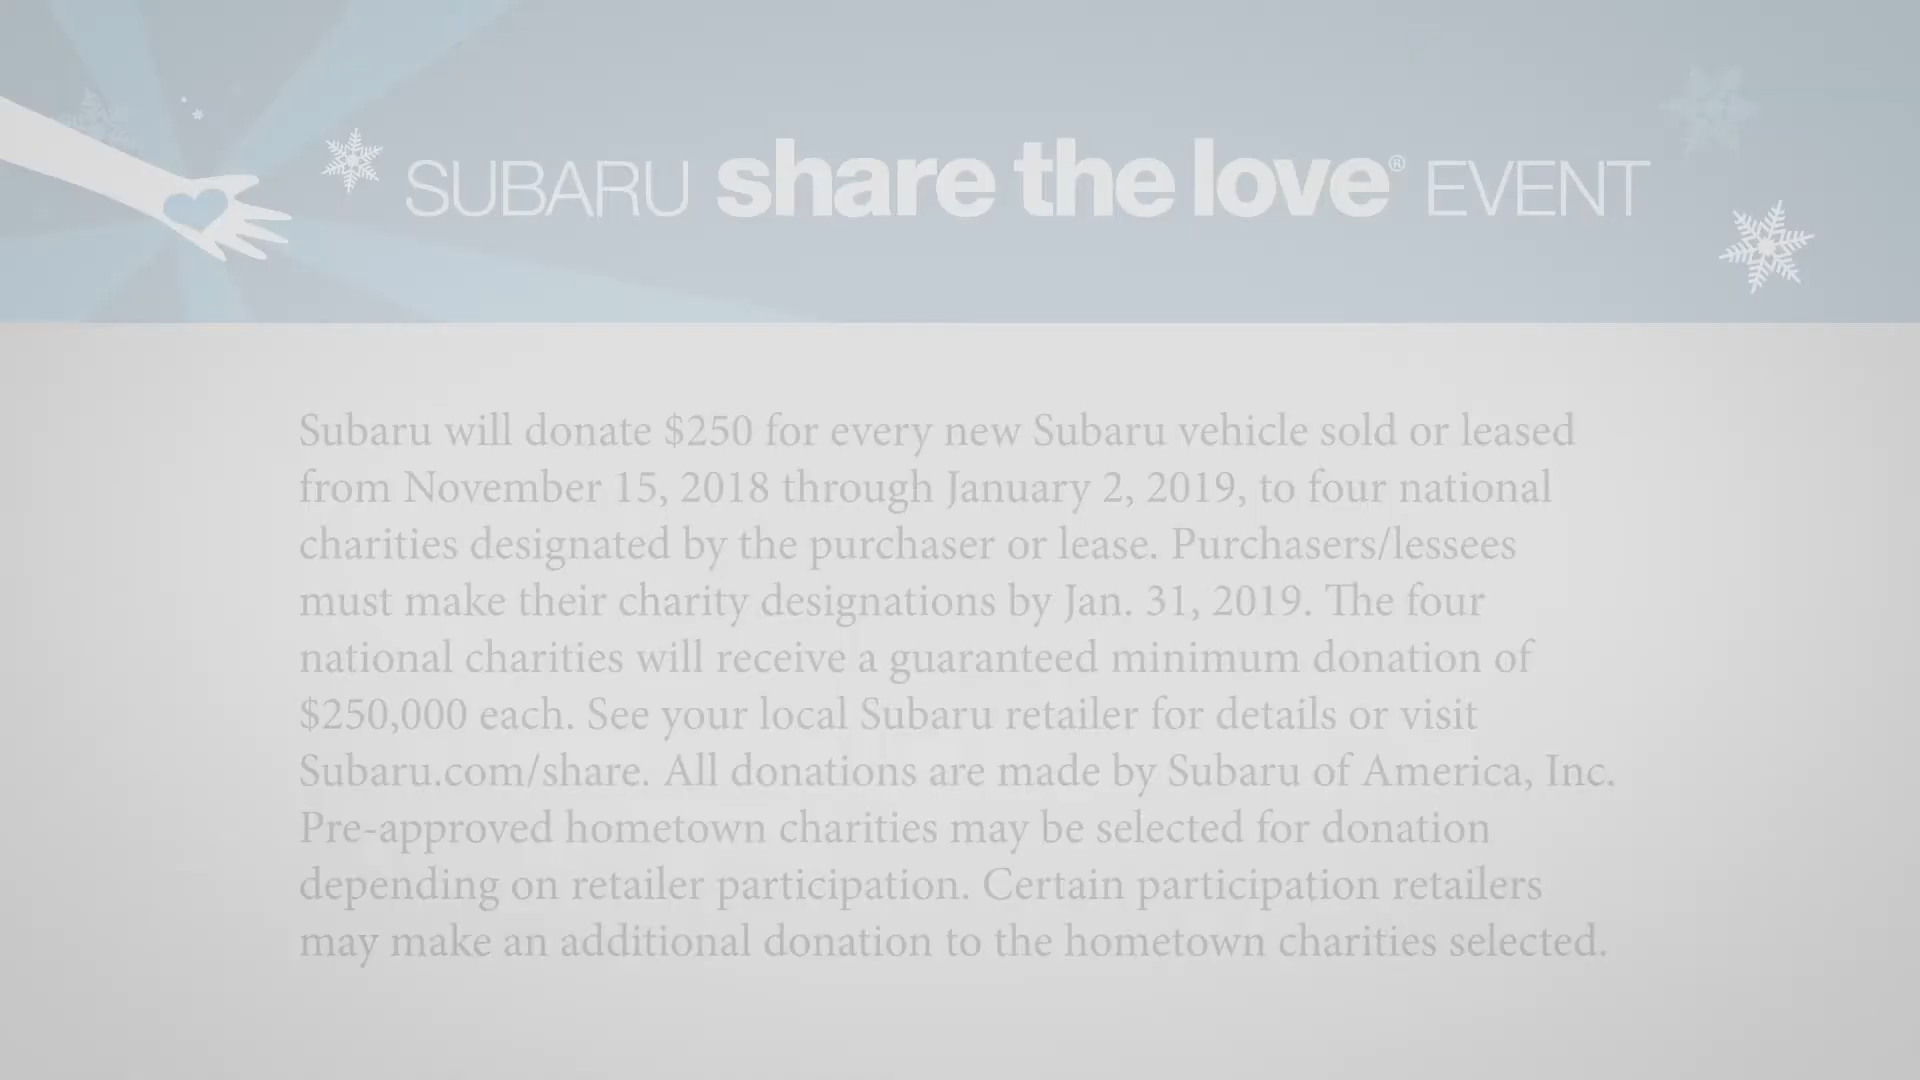 SUBARU share the love® EVENT
Subaru will donate $250 for every new Subaru vehicle sold or leased
from November 15, 2018 through January 2, 2019, to four national
charities designated by the purchaser or lease. Purchasers/lessees
must make their charity designations by Jan. 31, 2019. The four
national charities will receive a guaranteed minimum donation of
$250,000 each. See your local Subaru retailer for details or visit
Subaru.com/share. All donations are made by Subaru of America, Inc.
Pre-approved hometown charities may be selected for donation
depending on retailer participation. Certain participation retailers
may make an additional donation to the hometown charities selected.